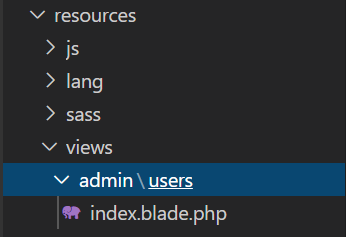 resources
js
lang
sass
views
admin\users
index.blade.php